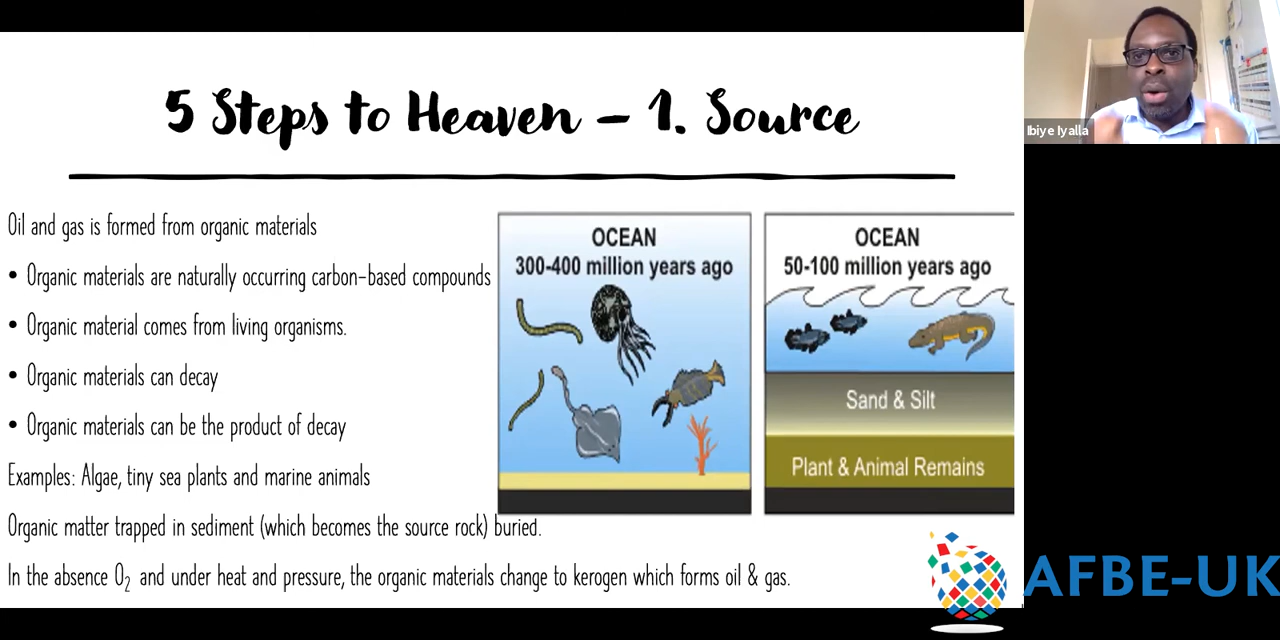 5 Steps to Heaven – 1. Source
Oil and gas is formed from organic materials
• Organic materials are naturally occurring carbon-based compounds
• Organic material comes from living organisms.
• Organic materials can decay
• Organic materials can be the product of decay
Examples: Algae, tiny sea plants and marine animals
Organic matter trapped in sediment (which becomes the source rock) buried.
In the absence O₂ and under heat and pressure, the organic materials change to kerogen which forms oil & gas.
OCEAN
300-400 million years ago
OCEAN
50-100 million years ago
Sand & Silt
Plant & Animal Remains
Ibiye Iyalla
AFBE-UK